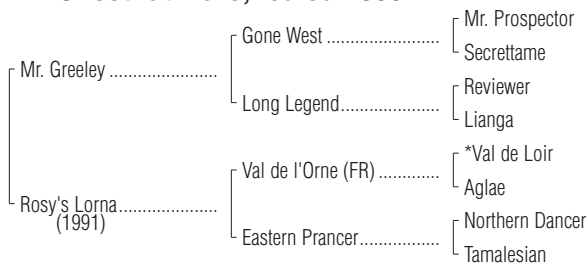 Mr. Prospector
Gone West ........................
Secrettame
Mr. Greeley ......................
Reviewer
Long Legend.....................
Lianga
*Val de Loir
Val de l'Orne (FR) .............
Aglae
Rosy's Lorna.....................
(1991)
Northern Dancer
Eastern Prancer.................
Tamalesian